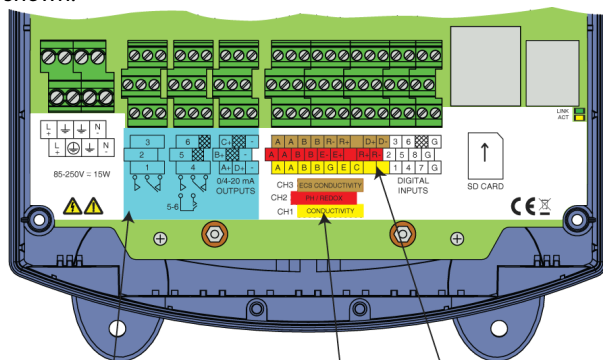 shown.
LINK
ACT
L + N -
L + N -
85-250V = 15W
3 6 C+ -
2 5 B+ -
1 4 A+ D+ -
0/4-20 mA
OUTPUTS
5-6
A A B B R- R+ D+ D- 3 6 G
A A B B E- E+ R+ R- 2 5 8 G
A A B B G E C 1 4 7 G
DIGITAL
INPUTS
CH3 ECS CONDUCTIVITY
CH2 PH / REDOX
CH1 CONDUCTIVITY
SD CARD
CE